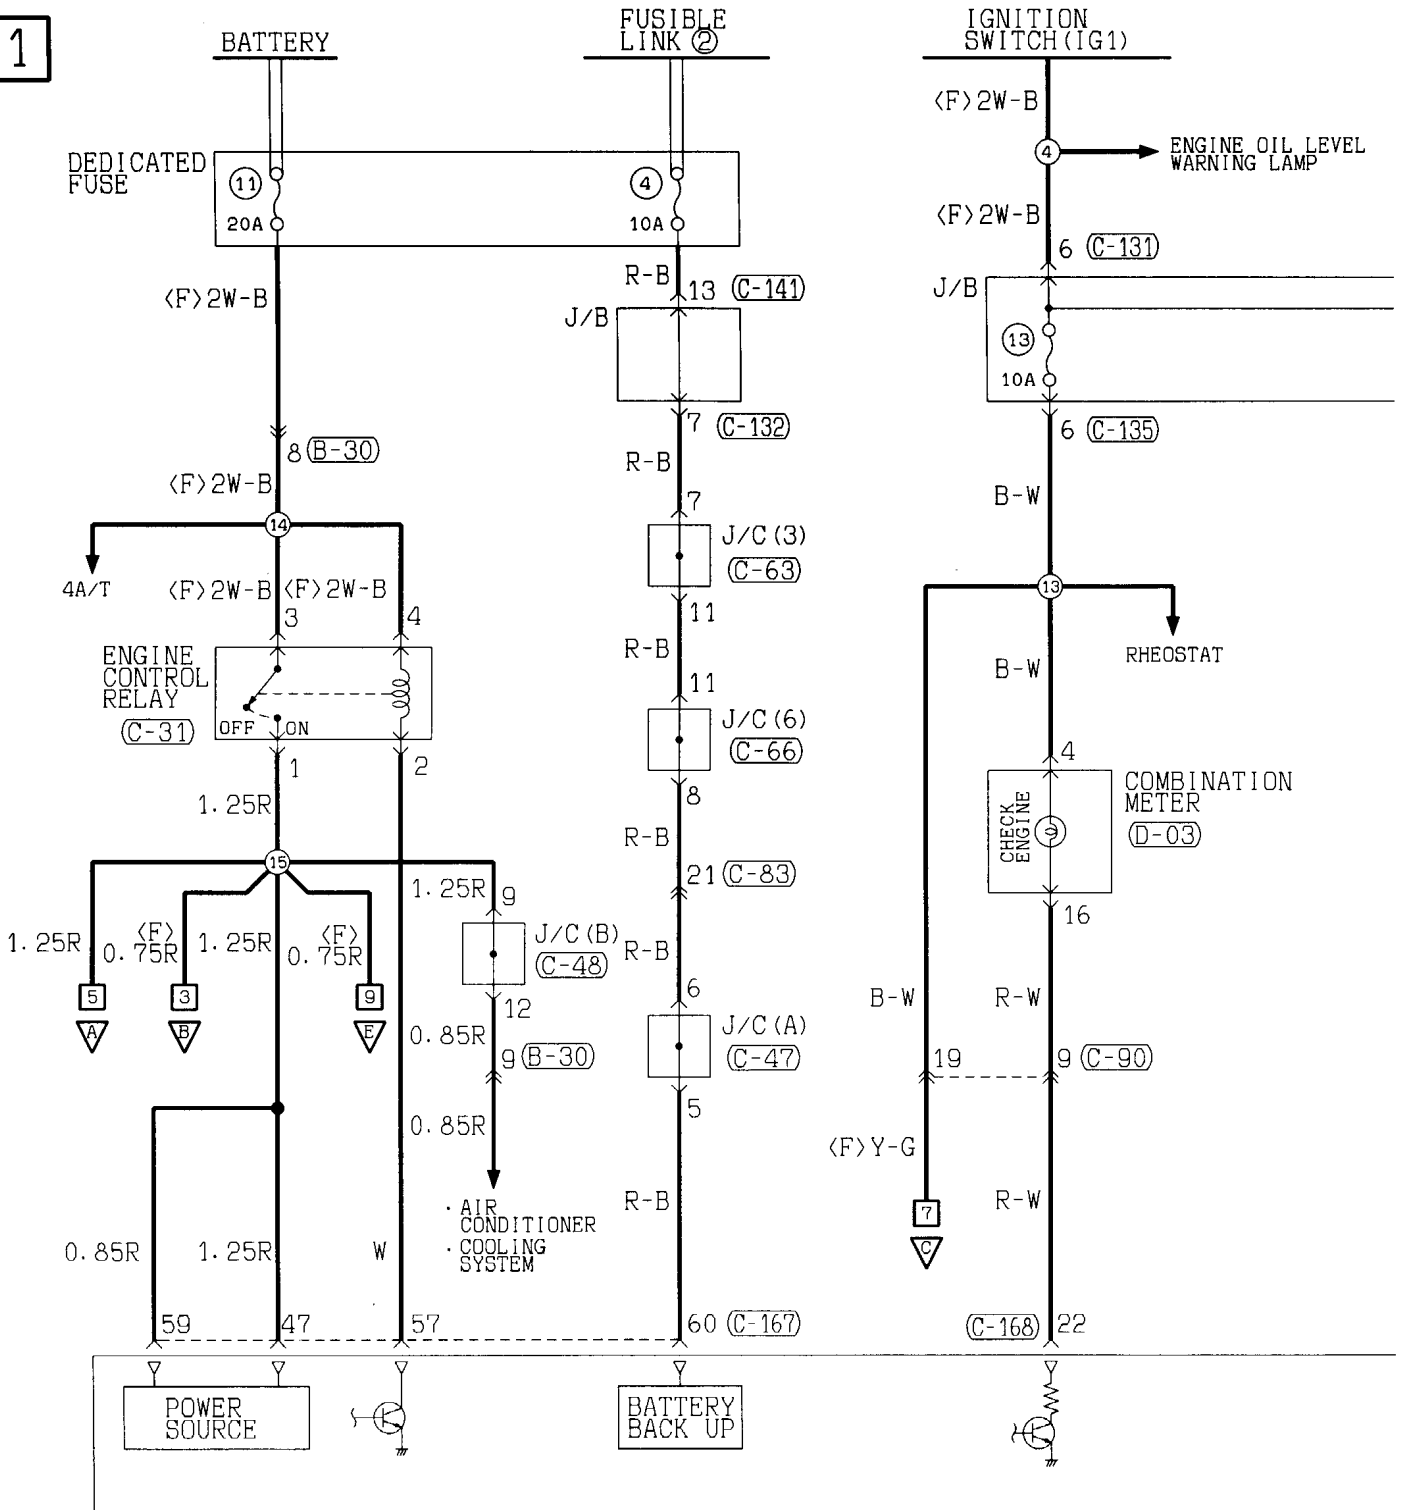 1
BATTERY
FUSIBLE
LINK ②
IGNITION
SWITCH(IG1)
<F>2W-B
4
ENGINE OIL LEVEL
WARNING LAMP
DEDICATED
FUSE
11
20A
4
10A
<F>2W-B
6 C-131
R-B
13 C-141
J/B
<F>2W-B
J/B
13
10A
7 C-132
6 C-135
8 B-30
R-B
<F>2W-B
B-W
7
14
J/C(3)
C-63
4A/T
<F>2W-B
<F>2W-B
13
3
4
11
RHEOSTAT
ENGINE
CONTROL
RELAY
C-31
OFF
ON
R-B
B-W
11
J/C(6)
C-66
1
2
4
8
1.25R
CHECK
ENGINE
COMBINATION
METER
D-03
R-B
15
21 C-83
1.25R
9
16
1.25R
<F>
0.75R
1.25R
<F>
0.75R
J/C(B)
C-48
R-B
5
3
9
12
6
B-W
R-W
A
B
E
0.85R
J/C(A)
C-47
9 B-30
19
9 C-90
5
0.85R
<F>Y-G
· AIR
CONDITIONER
· COOLING
SYSTEM
R-B
R-W
7
C
0.85R
1.25R
W
59
47
57
60 C-167
C-168 22
POWER
SOURCE
BATTERY
BACK UP